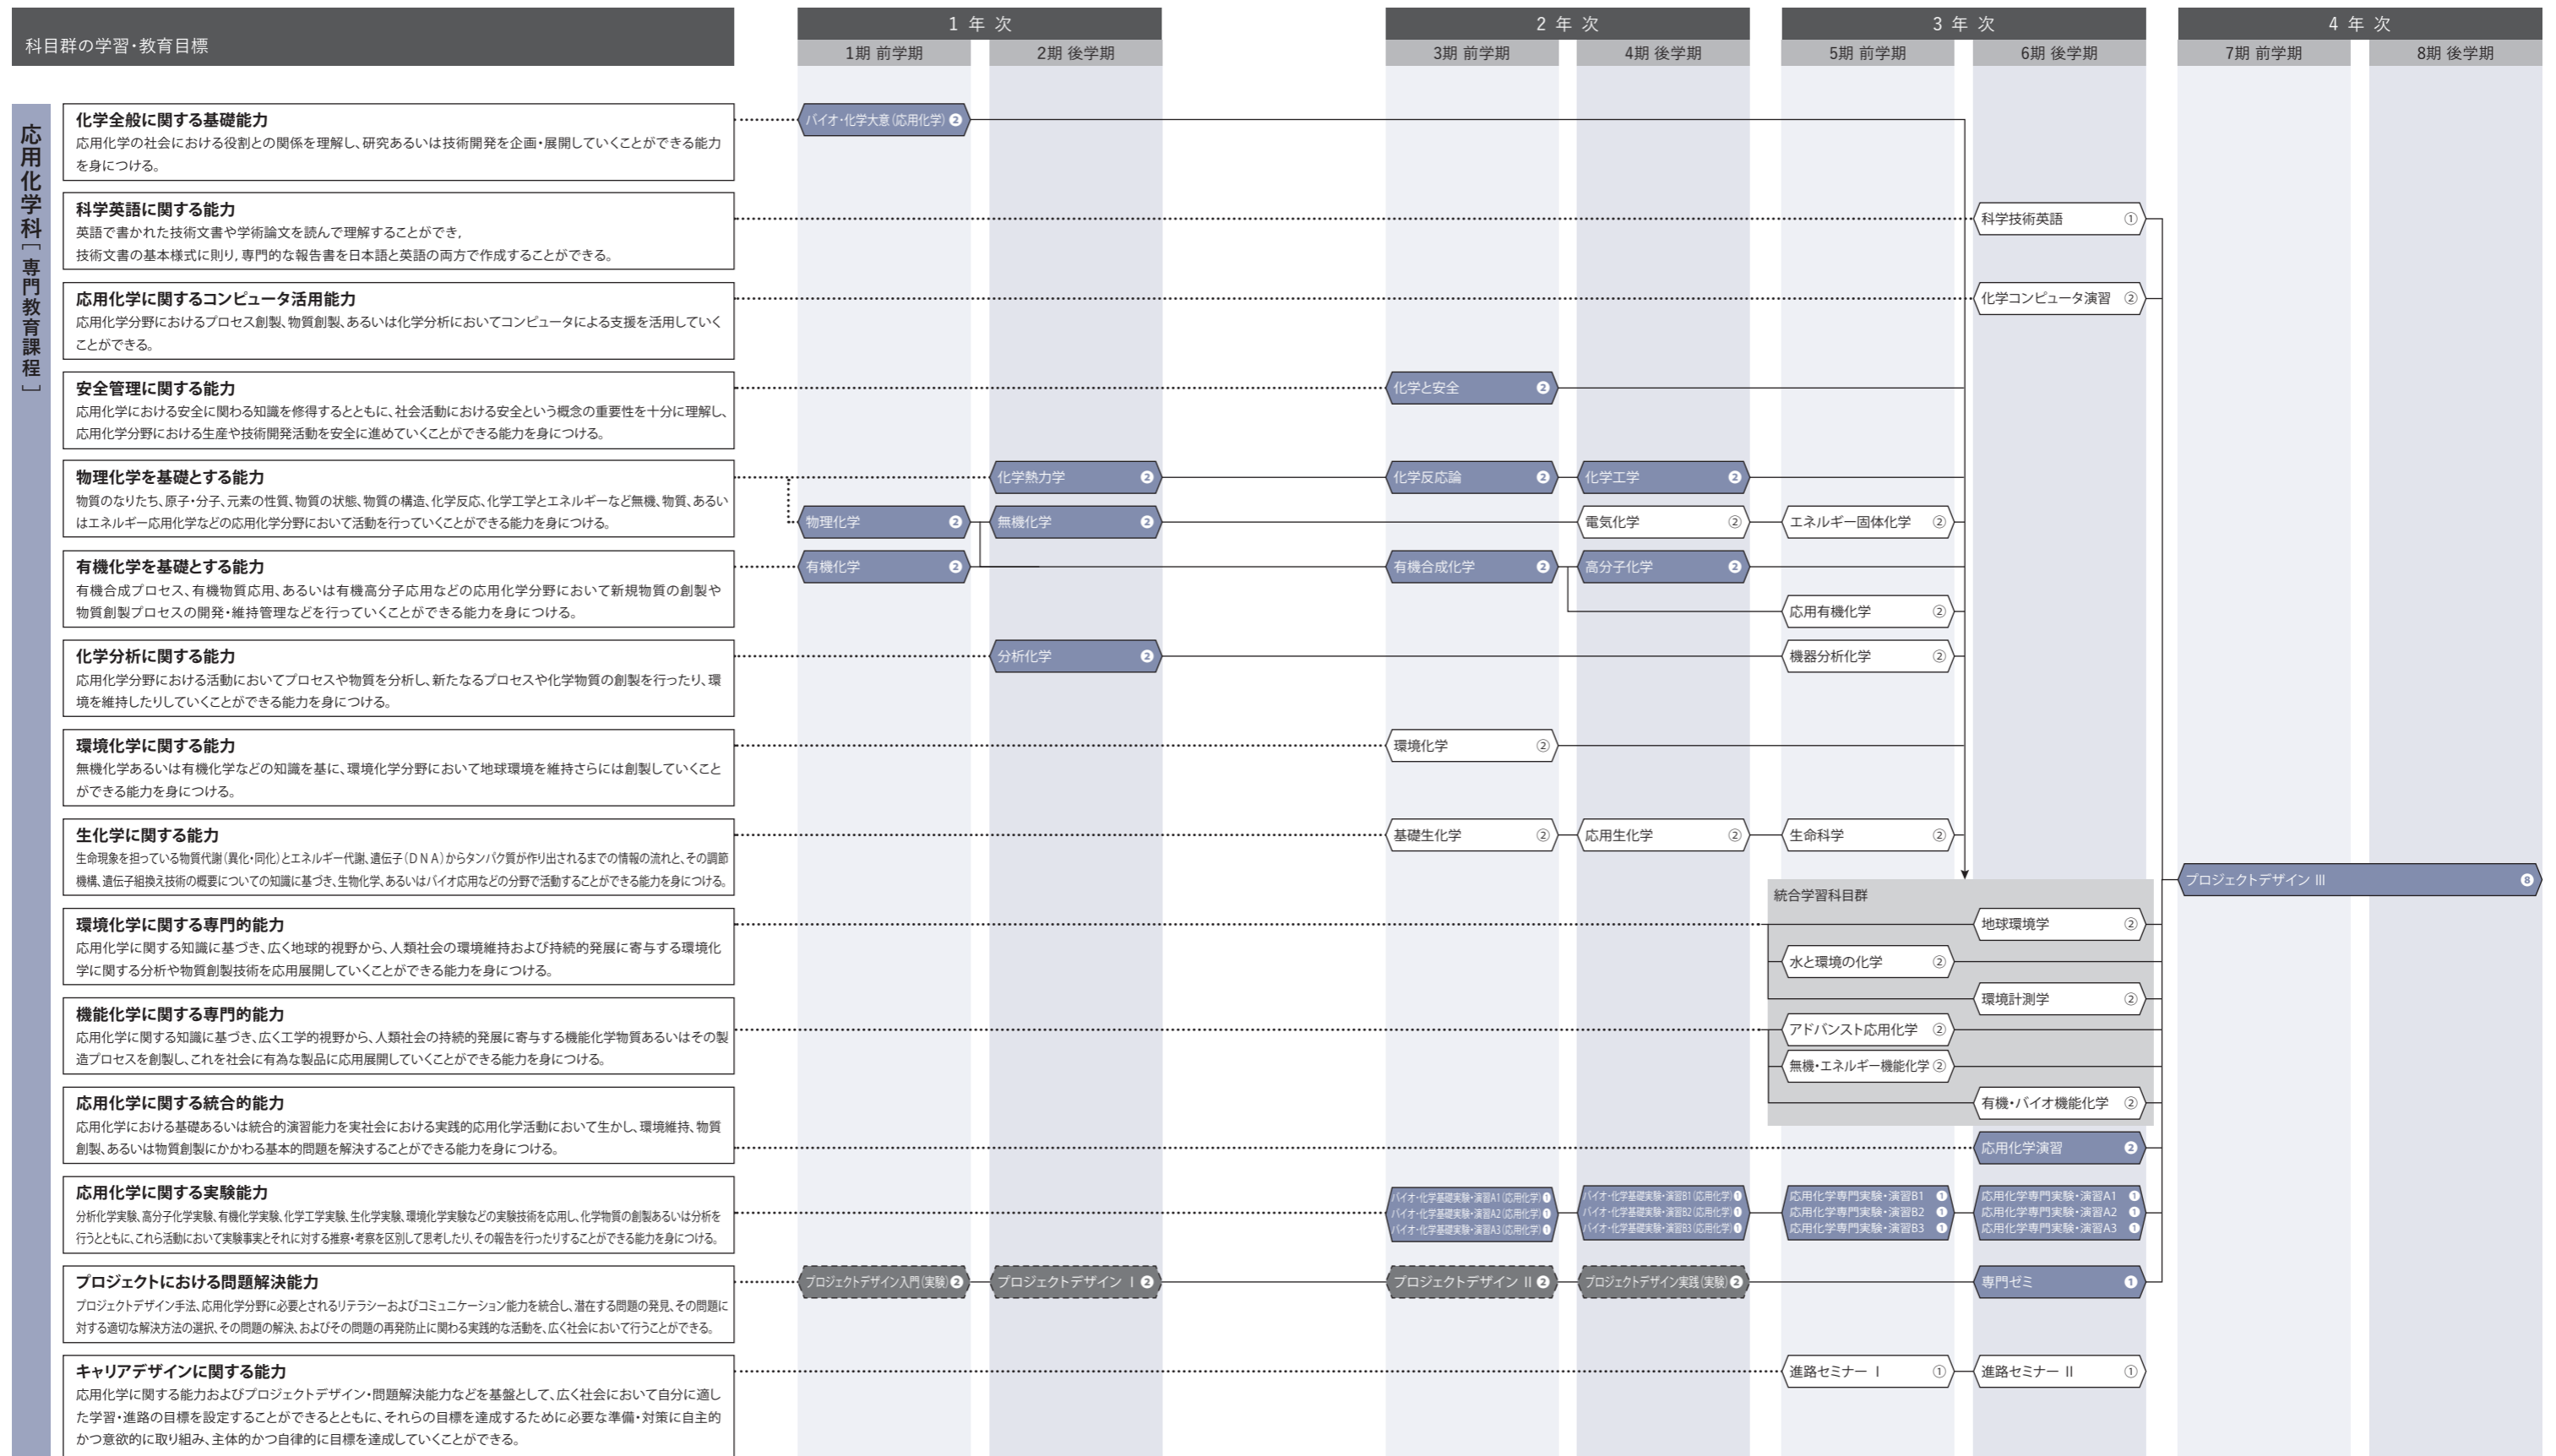 科目群の学習・教育目標
1 年 次
2 年 次
3 年 次
4 年 次
1期 前学期
2期 後学期
3期 前学期
4期 後学期
5期 前学期
6期 後学期
7期 前学期
8期 後学期
応用化学科[専門教育課程]
化学全般に関する基礎能力
応用化学の社会における役割との関係を理解し、研究あるいは技術開発を企画・展開していくことができる能力
を身につける。
バイオ・化学大意(応用化学)❷
科学英語に関する能力
英語で書かれた技術文書や学術論文を読んで理解することができ,
技術文書の基本様式に則り, 専門的な報告書を日本語と英語の両方で作成することができる。
科学技術英語 ①
応用化学に関するコンピュータ活用能力
応用化学分野におけるプロセス創製、物質創製、あるいは化学分析においてコンピュータによる支援を活用していく
ことができる。
化学コンピュータ演習 ②
安全管理に関する能力
応用化学における安全に関わる知識を修得するとともに、社会活動における安全という概念の重要性を十分に理解し、
応用化学分野における生産や技術開発活動を安全に進めていくことができる能力を身につける。
化学と安全 ❷
物理化学を基礎とする能力
物質のなりたち、原子・分子、元素の性質、物質の状態、物質の構造、化学反応、化学工学とエネルギーなど無機、物質、あるい
はエネルギー応用化学などの応用化学分野において活動を行っていくことができる能力を身につける。
化学熱力学 ❷
化学反応論 ❷
化学工学 ❷
物理化学 ❷
無機化学 ❷
電気化学 ②
エネルギー固体化学 ②
有機化学を基礎とする能力
有機合成プロセス、有機物質応用、あるいは有機高分子応用などの応用化学分野において新規物質の創製や
物質創製プロセスの開発・維持管理などを行っていくことができる能力を身につける。
有機化学 ❷
有機合成化学 ❷
高分子化学 ❷
応用有機化学 ②
化学分析に関する能力
応用化学分野における活動においてプロセスや物質を分析し、新たなるプロセスや化学物質の創製を行ったり、環
境を維持したりしていくことができる能力を身につける。
分析化学 ❷
機器分析化学 ②
環境化学に関する能力
無機化学あるいは有機化学などの知識を基に、環境化学分野において地球環境を維持さらには創製していくこと
ができる能力を身につける。
環境化学 ②
生化学に関する能力
生命現象を担っている物質代謝(異化・同化)とエネルギー代謝、遺伝子(DNA)からタンパク質が作り出されるまでの情報の流れと、その調節
機構、遺伝子組換え技術の概要についての知識に基づき、生物化学、あるいはバイオ応用などの分野で活動することができる能力を身につける。
基礎生化学 ②
応用生化学 ②
生命科学 ②
プロジェクトデザイン Ⅲ ❽
統合学習科目群
環境化学に関する専門的能力
応用化学に関する知識に基づき、広く地球的視野から、人類社会の環境維持および持続的発展に寄与する環境化
学に関する分析や物質創製技術を応用展開していくことができる能力を身につける。
地球環境学 ②
水と環境の化学 ②
環境計測学 ②
機能化学に関する専門的能力
応用化学に関する知識に基づき、広く工学的視野から、人類社会の持続的発展に寄与する機能化学物質あるいはその製
造プロセスを創製し、これを社会に有為な製品に応用展開していくことができる能力を身につける。
アドバンスト応用化学 ②
無機・エネルギー機能化学 ②
有機・バイオ機能化学 ②
応用化学に関する統合的能力
応用化学における基礎あるいは統合的演習能力を実社会における実践的応用化学活動において生かし、環境維持、物質
創製、あるいは物質創製にかかわる基本的問題を解決することができる能力を身につける。
応用化学演習 ❷
応用化学に関する実験能力
分析化学実験、高分子化学実験、有機化学実験、化学工学実験、生化学実験、環境化学実験などの実験技術を応用し、化学物質の創製あるいは分析を
行うとともに、これら活動において実験事実とそれに対する推察・考察を区別して思考したり、その報告を行ったりすることができる能力を身につける。
バイオ・化学基礎実験・演習A1(応用化学)❶
バイオ・化学基礎実験・演習A2(応用化学)❶
バイオ・化学基礎実験・演習A3(応用化学)❶
バイオ・化学基礎実験・演習B1(応用化学)❶
バイオ・化学基礎実験・演習B2(応用化学)❶
バイオ・化学基礎実験・演習B3(応用化学)❶
応用化学専門実験・演習B1 ❶
応用化学専門実験・演習B2 ❶
応用化学専門実験・演習B3 ❶
応用化学専門実験・演習A1 ❶
応用化学専門実験・演習A2 ❶
応用化学専門実験・演習A3 ❶
プロジェクトにおける問題解決能力
プロジェクトデザイン手法、応用化学分野に必要とされるリテラシーおよびコミュニケーション能力を統合し、潜在する問題の発見、その問題に
対する適切な解決方法の選択、その問題の解決、およびその問題の再発防止に関わる実践的な活動を、広く社会において行うことができる。
プロジェクトデザイン入門(実験)❷
プロジェクトデザイン Ⅰ ❷
プロジェクトデザイン Ⅱ ❷
プロジェクトデザイン実践(実験)❷
専門ゼミ ❶
キャリアデザインに関する能力
応用化学に関する能力およびプロジェクトデザイン・問題解決能力などを基盤として、広く社会において自分に適し
た学習・進路の目標を設定することができるとともに、それらの目標を達成するために必要な準備・対策に自主的
かつ意欲的に取り組み、主体的かつ自律的に目標を達成していくことができる。
進路セミナー Ⅰ ①
進路セミナー Ⅱ ①